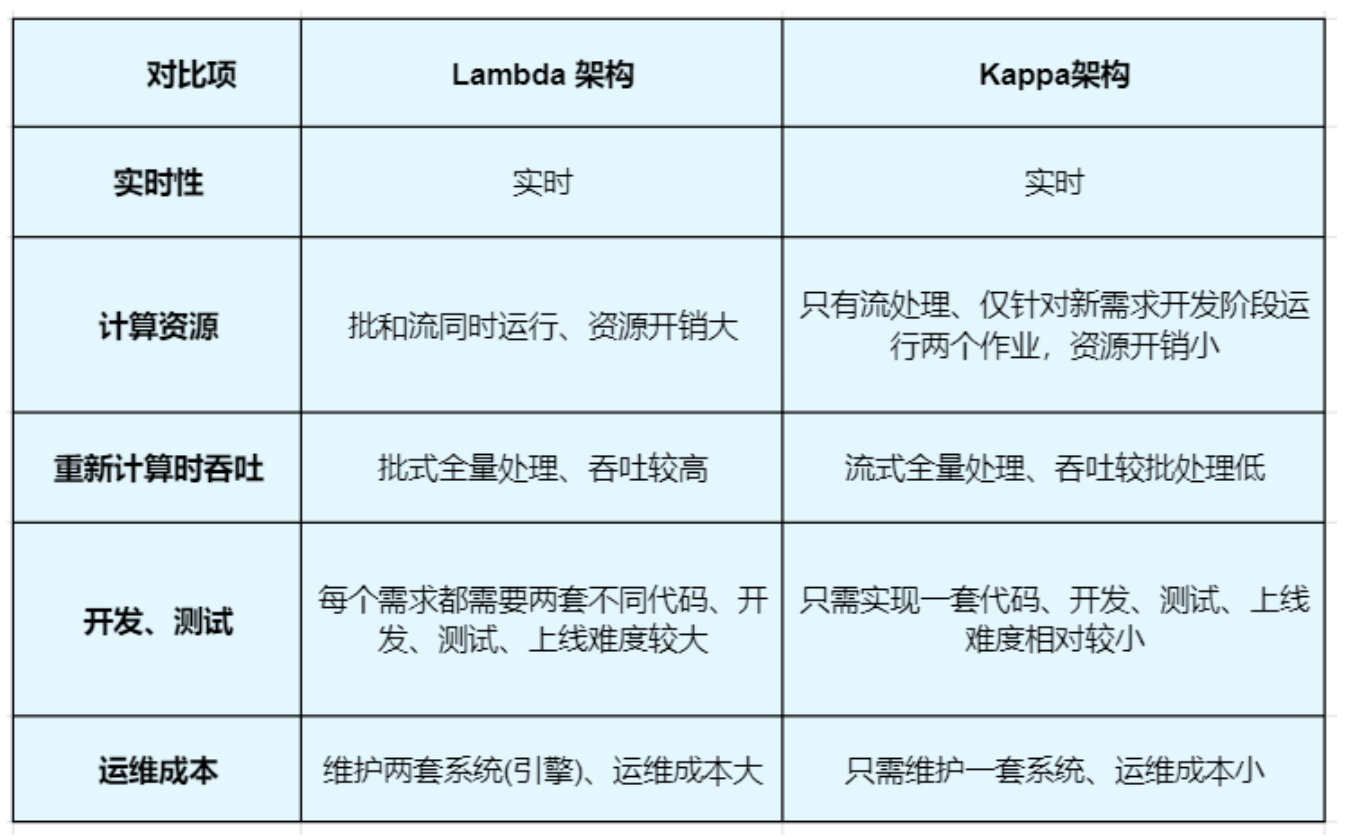 对比项
Lambda 架构
Kappa架构
实时性
实时
实时
计算资源
批和流同时运行、资源开销大
只有流处理、仅针对新需求开发阶段运
行两个作业，资源开销小
重新计算时吞吐
批式全量处理、吞吐较高
流式全量处理、吞吐较批处理低
开发、测试
每个需求都需要两套不同代码、开
发、测试、上线难度较大
只需实现一套代码、开发、测试、上线
难度相对较小
运维成本
维护两套系统(引擎)、运维成本大
只需维护一套系统、运维成本小